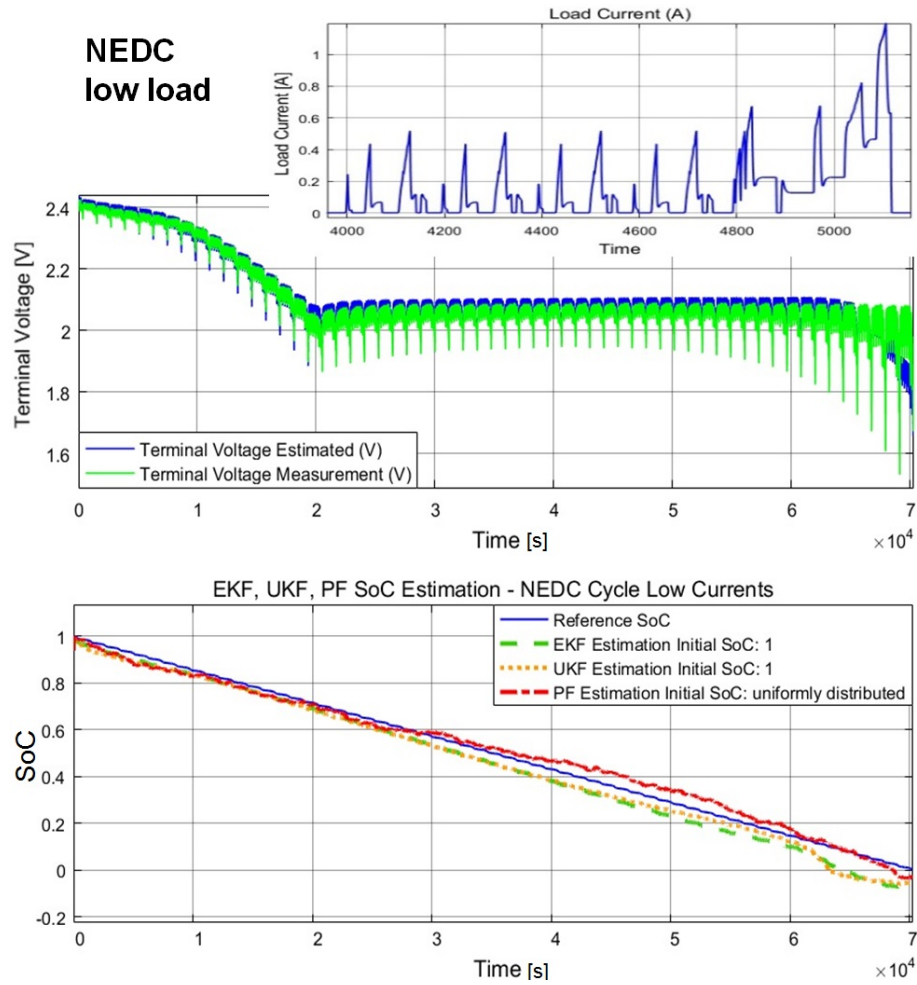 NEDC
low load
Load Current (A)
Load Current [A]
1
0.8
0.6
0.4
0.2
0
4000
4200
4400
4600
4800
5000
Time
Terminal Voltage [V]
2.4
2.2
2
1.8
1.6
Terminal Voltage Estimated (V)
Terminal Voltage Measurement (V)
0
1
2
3
4
5
6
7
Time [s]
×10⁴
EKF, UKF, PF SoC Estimation - NEDC Cycle Low Currents
Reference SoC
EKF Estimation Initial SoC: 1
UKF Estimation Initial SoC: 1
PF Estimation Initial SoC: uniformly distributed
SoC
1
0.8
0.6
0.4
0.2
0
-0.2
0
1
2
3
4
5
6
7
Time [s]
×10⁴